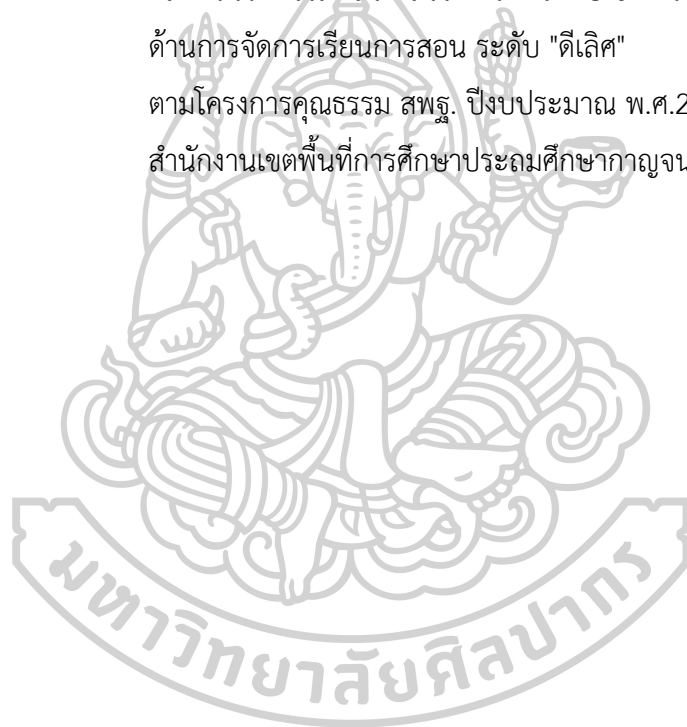 ด้านการจัดการเรียนการสอน ระดับ "ดีเลิศ"
ตามโครงการคุณธรรม สพฐ. ปีงบประมาณ พ.ศ.2
สำนักงานเขตพื้นที่การศึกษาประถมศึกษากาญจน
มหาวิทยาลัยศิลปากร